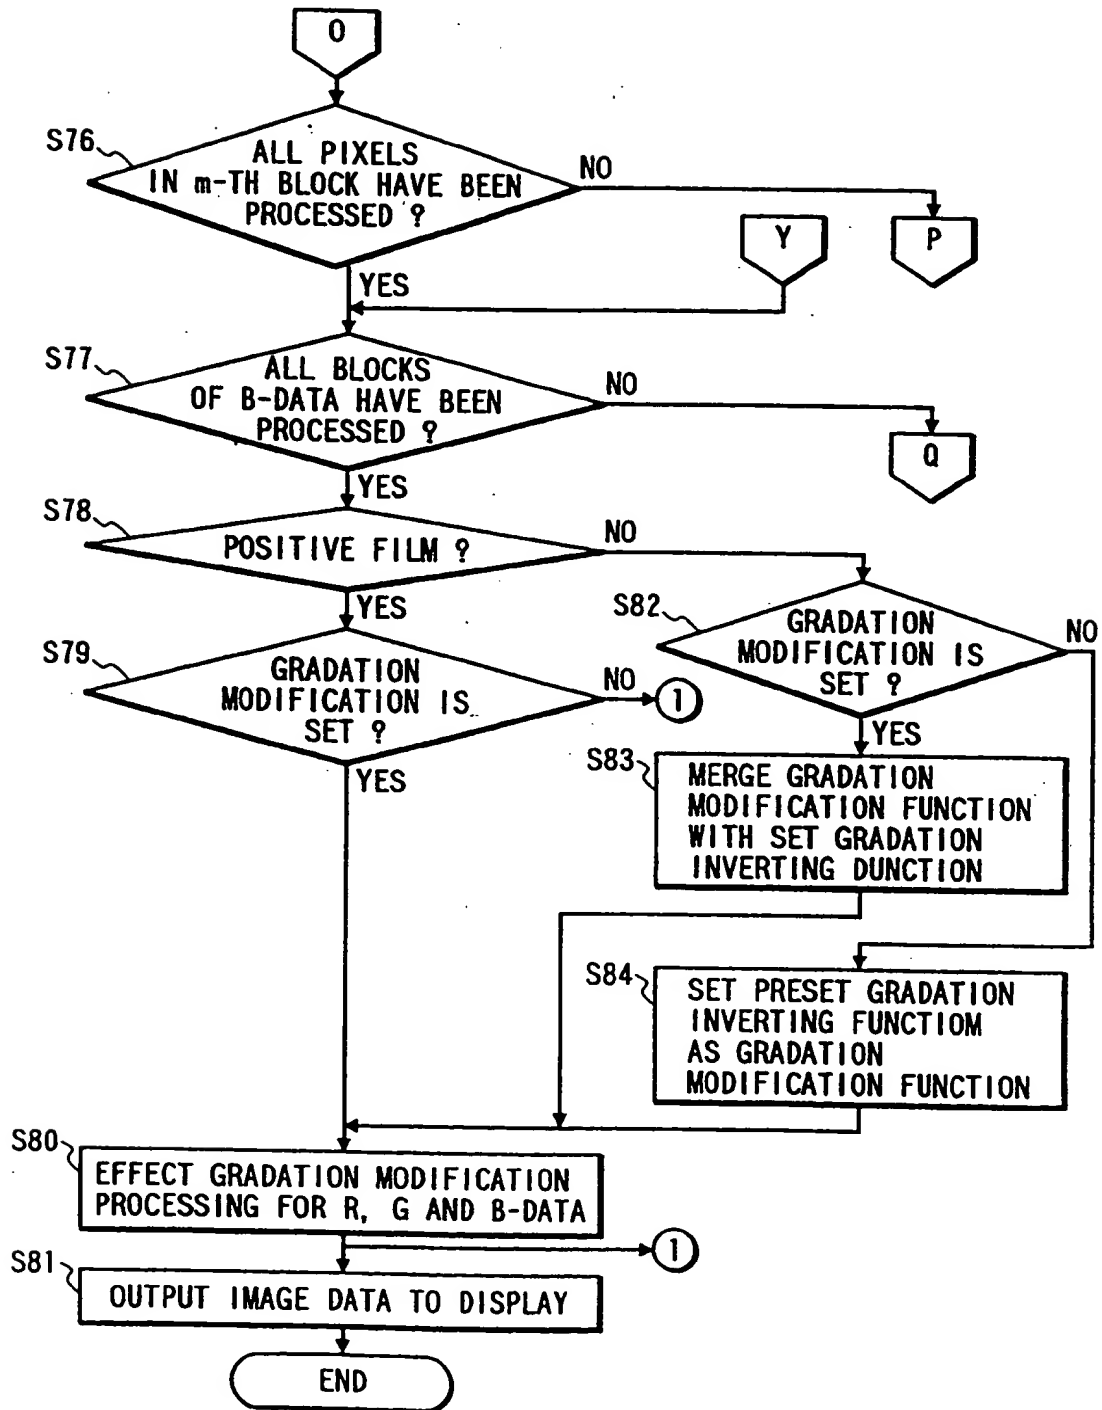 O
S76
ALL PIXELS
IN m-TH BLOCK HAVE BEEN
PROCESSED ?
NO
P
Y
YES
S77
ALL BLOCKS
OF B-DATA HAVE BEEN
PROCESSED ?
NO
Q
YES
S78
POSITIVE FILM ?
NO
YES
S79
GRADATION
MODIFICATION IS
SET ?
NO
1
YES
S82
GRADATION
MODIFICATION IS
SET ?
NO
YES
S83
MERGE GRADATION
MODIFICATION FUNCTION
WITH SET GRADATION
INVERTING DUNCTION
S84
SET PRESET GRADATION
INVERTING FUNCTIOM
AS GRADATION
MODIFICATION FUNCTION
S80
EFFECT GRADATION MODIFICATION
PROCESSING FOR R, G AND B-DATA
1
S81
OUTPUT IMAGE DATA TO DISPLAY
END